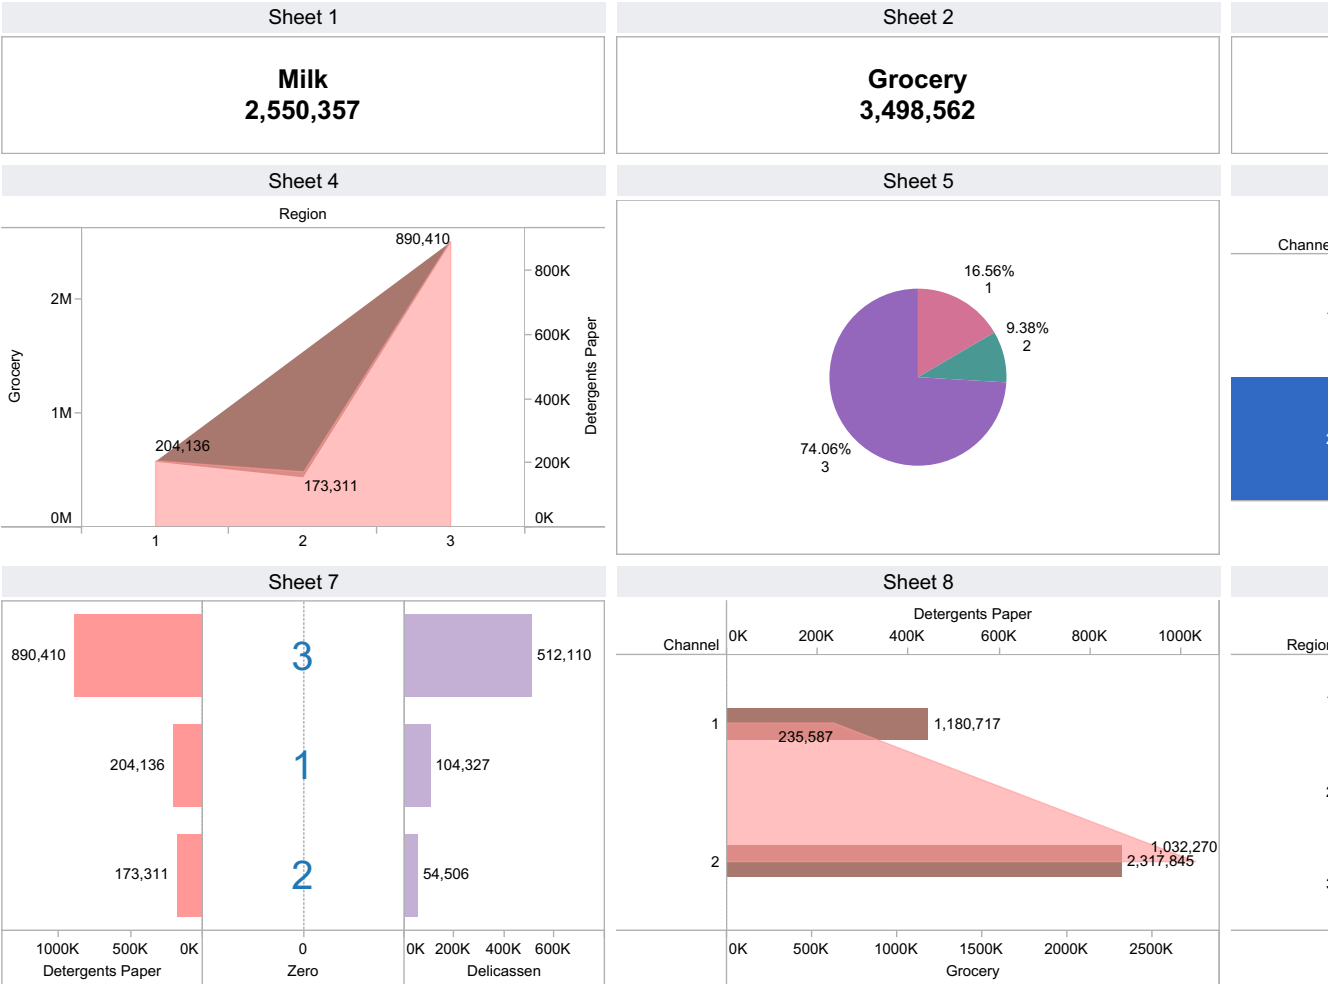 Sheet 1
Milk
2,550,357
Sheet 2
Grocery
3,498,562
Sheet 4
Region
890,410
204,136
173,311
2M
1M
0M
Grocery
800K
600K
400K
200K
0K
Detergents Paper
1 2 3
Sheet 5
16.56%
1
9.38%
2
74.06%
3
Channe
Sheet 7
890,410 3 512,110
204,136 1 104,327
173,311 2 54,506
1000K 500K 0K 0 0K 200K 400K 600K
Detergents Paper Zero Delicassen
Sheet 8
Detergents Paper
Channel 0K 200K 400K 600K 800K 1000K
1 1,180,717
235,587
1,032,270
2 2,317,845
0K 500K 1000K 1500K 2000K 2500K
Grocery
Region